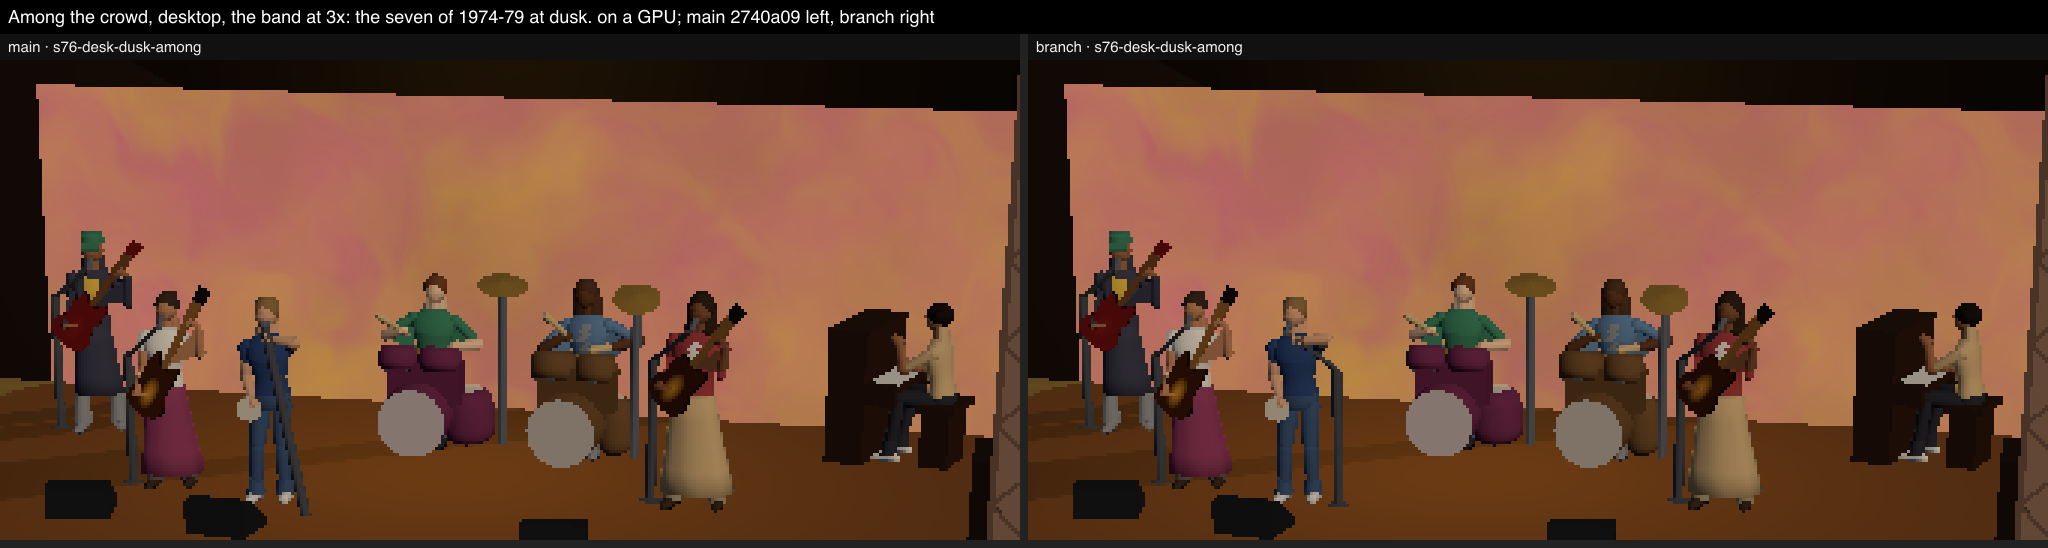 Among the crowd, desktop, the band at 3x: the seven of 1974-79 at dusk. on a GPU; main 2740a09 left, branch right
main · s76-desk-dusk-among
branch · s76-desk-dusk-among